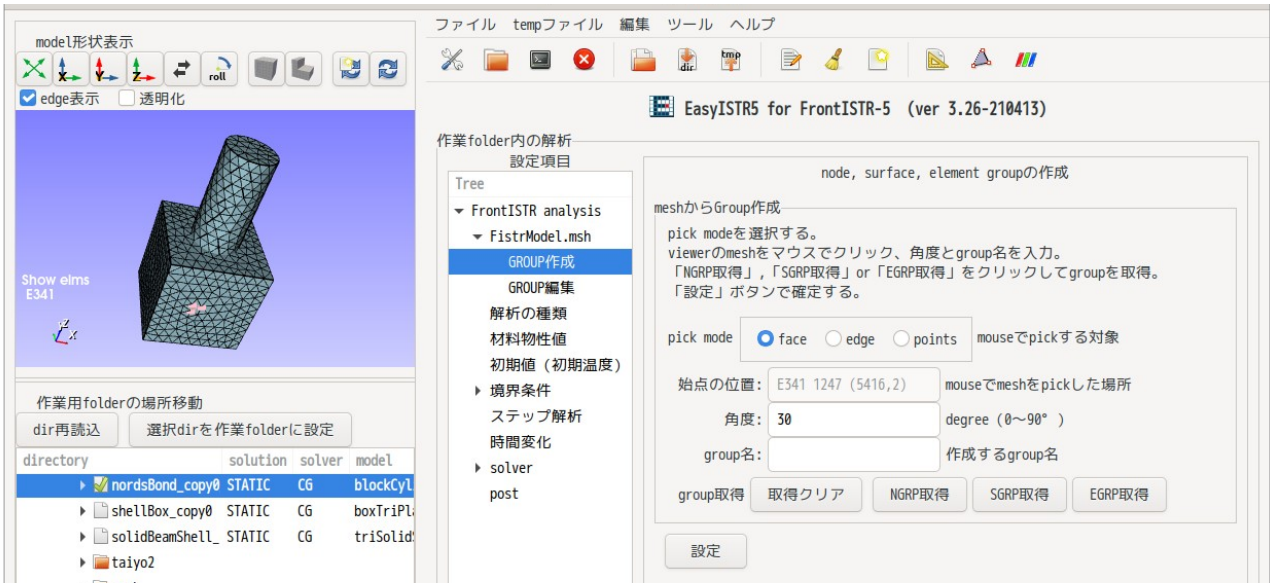 model形状表示
X Y Z roll
edge表示 透明化
Show elms
E341
Z X
作業用folderの場所移動
dir再読込 選択dirを作業folderに設定
directory solution solver model
nordsBond_copy0 STATIC CG blockCyl
shellBox_copy0 STATIC CG boxTriPla
solidBeamShell_ STATIC CG triSolid
taiyo2
ファイル tempファイル 編集 ツール ヘルプ
dir tmp
EasyISTR5 for FrontISTR-5 (ver 3.26-210413)
作業folder内の解析
設定項目
Tree
FrontISTR analysis
FistrModel.msh
GROUP作成
GROUP編集
解析の種類
材料物性値
初期値 (初期温度)
境界条件
ステップ解析
時間変化
solver
post
node, surface, element groupの作成
meshからGroup作成
pick modeを選択する。
viewerのmeshをマウスでクリック、角度とgroup名を入力。
「NGRP取得」,「SGRP取得」or「EGRP取得」をクリックしてgroupを取得。
「設定」ボタンで確定する。
pick mode face edge points mouseでpickする対象
始点の位置: E341 1247 (5416,2) mouseでmeshをpickした場所
角度: 30 degree (0～90° )
group名: 作成するgroup名
group取得 取得クリア NGRP取得 SGRP取得 EGRP取得
設定